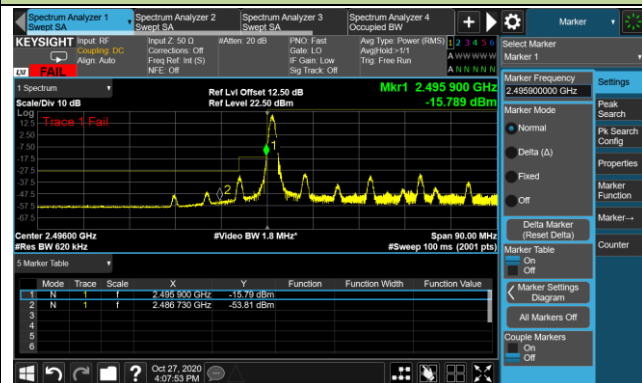 Spectrum Analyzer 1
Swept SA
Spectrum Analyzer 2
Swept SA
Spectrum Analyzer 3
Swept SA
Spectrum Analyzer 4
Occupied BW
Marker
KEYSIGHT
Input: RF
Coupling: DC
Align: Auto
Input Z: 50 Ω
Corrections: Off
Freq Ref: Int (S)
NFE: Off
#Atten: 20 dB
PNO: Fast
Gate: LO
IF Gain: Low
Sig Track: Off
Avg Type: Power (RMS)
Avg|Hold:>1/1
Trig: Free Run
1 2 3 4 5 6
A W W W W W
A N N N N N
LXI
FAIL
1 Spectrum
Scale/Div 10 dB
Ref Lvl Offset 12.50 dB
Ref Level 22.50 dBm
Mkr1 2.495 900 GHz
-15.789 dBm
Log
Trace 1 Fail
12.5
2.50
-7.50
-17.5
-27.5
-37.5
-47.5
-57.5
-67.5
1
2
Center 2.49600 GHz
#Res BW 620 kHz
#Video BW 1.8 MHz*
Span 90.00 MHz
#Sweep 100 ms (2001 pts)
5 Marker Table
Mode Trace Scale X Y Function Function Width Function Value
1 N 1 f 2.495 900 GHz -15.79 dBm
2 N 1 f 2.486 730 GHz -53.81 dBm
3
4
5
6
Oct 27, 2020
4:07:53 PM
Select Marker
Marker 1
Marker Frequency
2.495900000 GHz
Marker Mode
Normal
Delta (Δ)
Fixed
Off
Delta Marker
(Reset Delta)
Marker Table
On
Off
Marker Settings
Diagram
All Markers Off
Couple Markers
On
Off
Settings
Peak
Search
Pk Search
Config
Properties
Marker
Function
Marker→
Counter